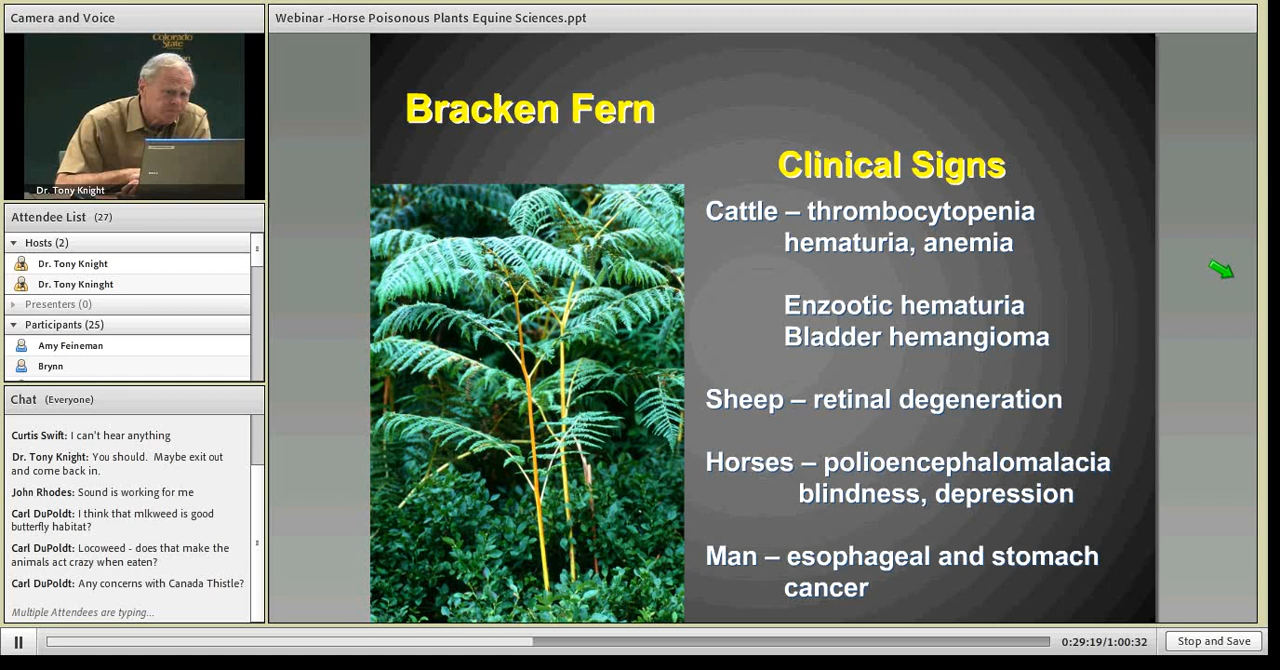 Camera and Voice
Colorado
State
Dr. Tony Knight
Attendee List (27)
Hosts (2)
Dr. Tony Knight
Dr. Tony Kninght
Presenters (0)
Participants (25)
Amy Feineman
Brynn
Chat (Everyone)
Curtis Swift: I can't hear anything
Dr. Tony Knight: You should. Maybe exit out
and come back in.
John Rhodes: Sound is working for me
Carl DuPoldt: I think that mlkweed is good
butterfly habitat?
Carl DuPoldt: Locoweed - does that make the
animals act crazy when eaten?
Carl DuPoldt: Any concerns with Canada Thistle?
Multiple Attendees are typing...
Webinar -Horse Poisonous Plants Equine Sciences.ppt
Bracken Fern
Clinical Signs
Cattle – thrombocytopenia
hematuria, anemia
Enzootic hematuria
Bladder hemangioma
Sheep – retinal degeneration
Horses – polioencephalomalacia
blindness, depression
Man – esophageal and stomach
cancer
0:29:19/1:00:32
Stop and Save